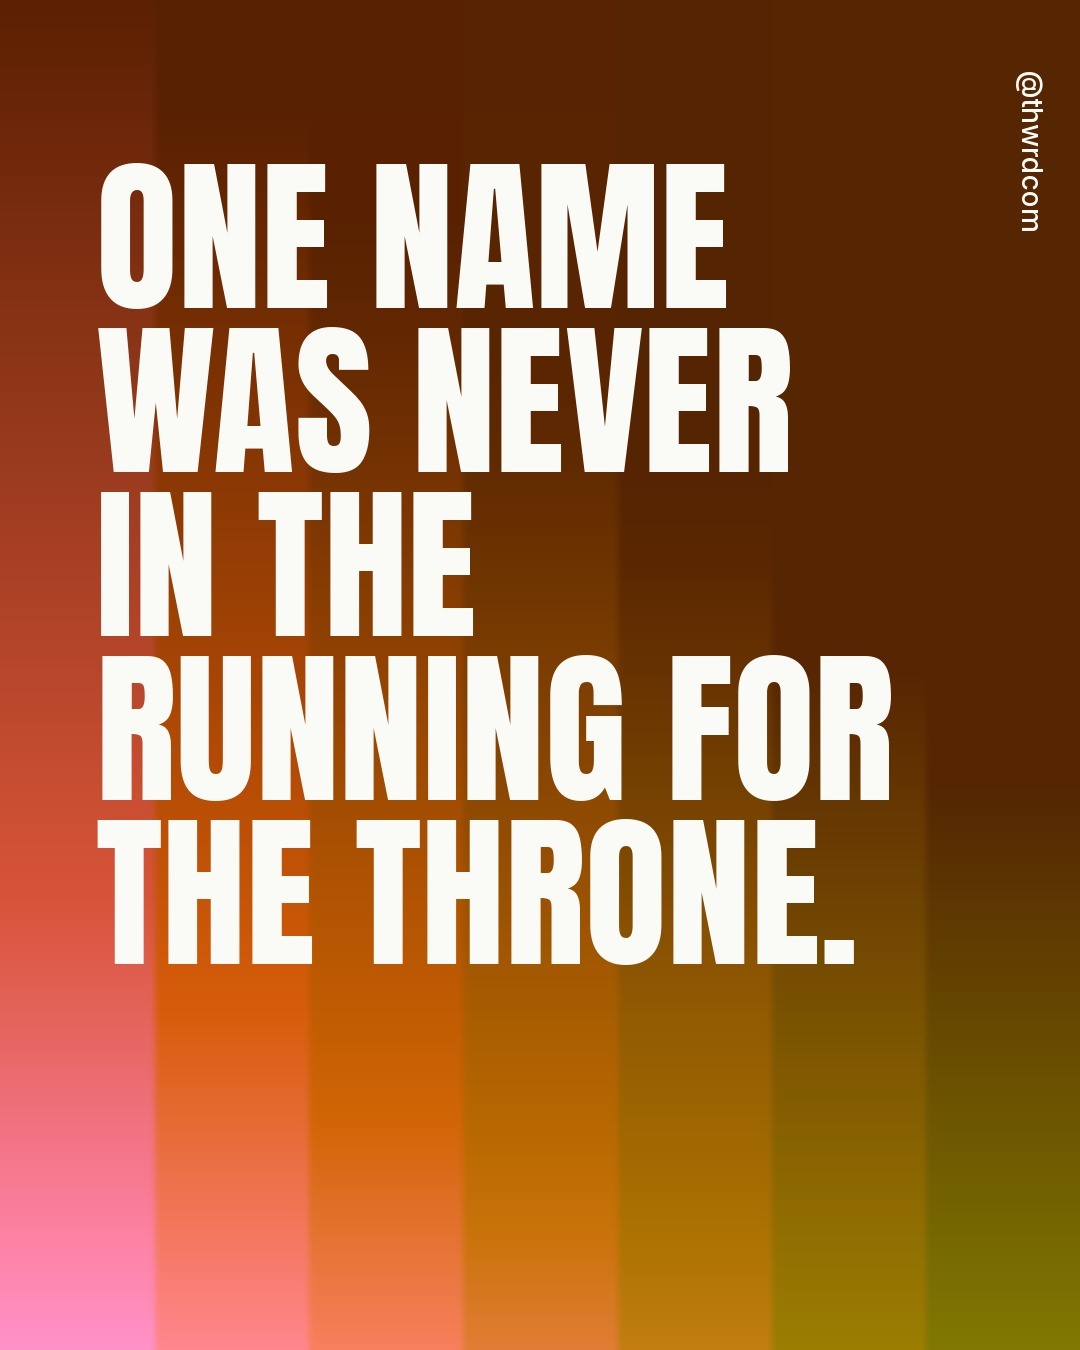 ONE NAME
WAS NEVER
IN THE
RUNNING FOR
THE THRONE.
@thwrdcom